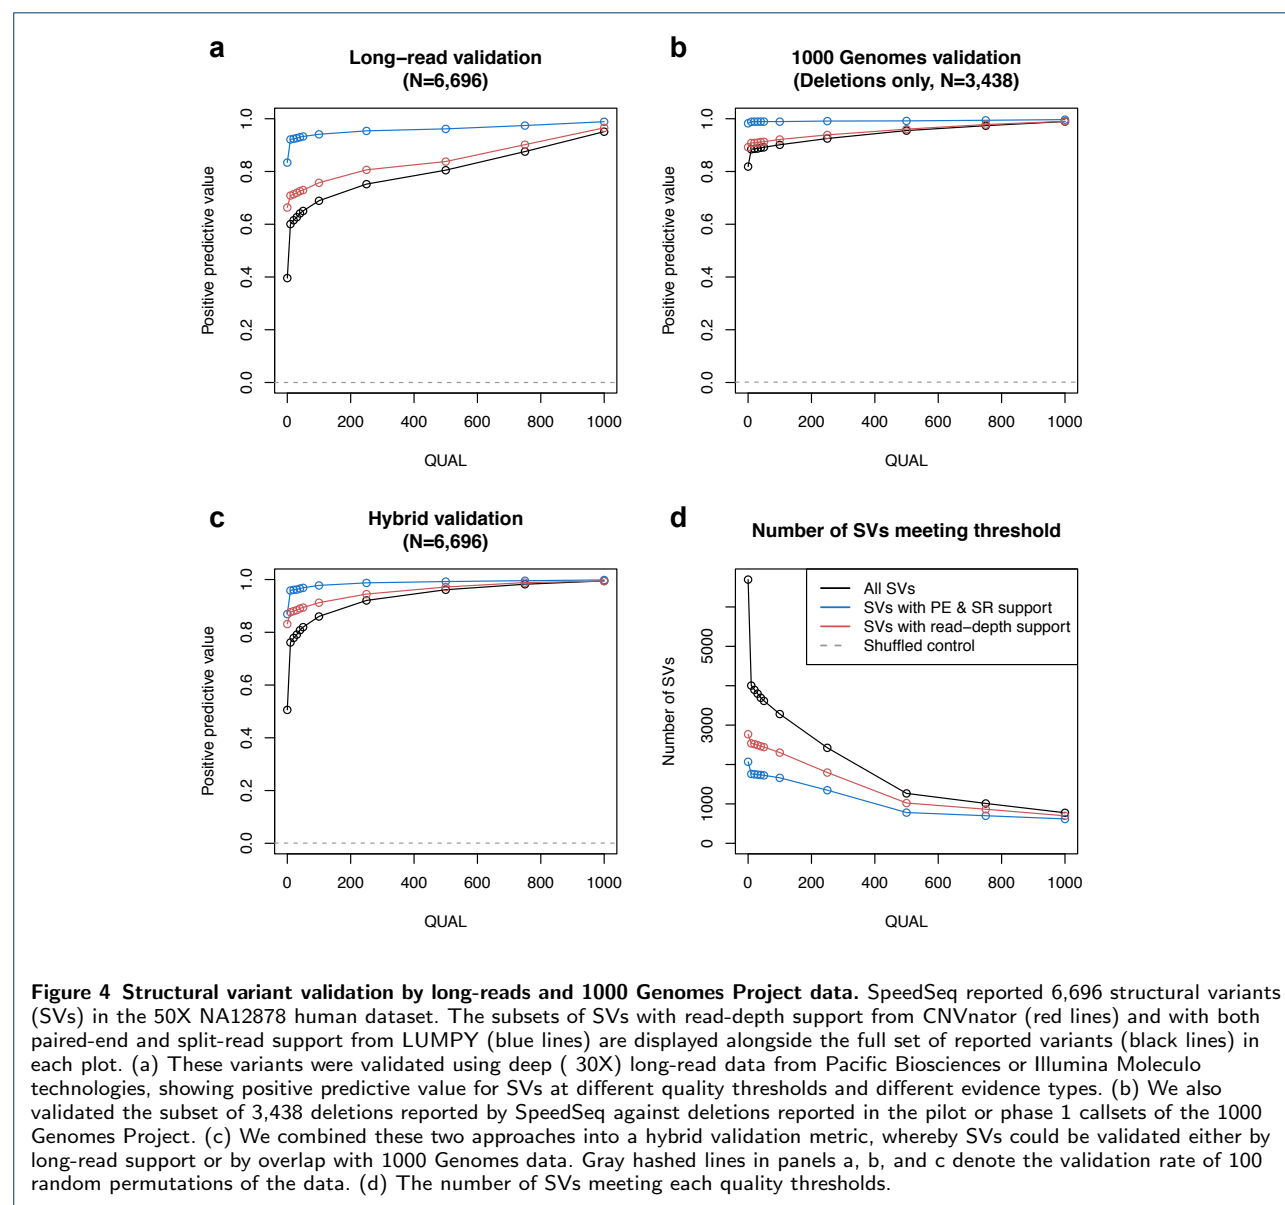 a
Long-read validation
(N=6,696)
Positive predictive value
0.0 0.2 0.4 0.6 0.8 1.0
0 200 400 600 800 1000
QUAL
b
1000 Genomes validation
(Deletions only, N=3,438)
Positive predictive value
0.0 0.2 0.4 0.6 0.8 1.0
0 200 400 600 800 1000
QUAL
c
Hybrid validation
(N=6,696)
Positive predictive value
0.0 0.2 0.4 0.6 0.8 1.0
0 200 400 600 800 1000
QUAL
d
Number of SVs meeting threshold
Number of SVs
0 1000 3000 5000
All SVs
SVs with PE & SR support
SVs with read-depth support
Shuffled control
0 200 400 600 800 1000
QUAL
Figure 4 Structural variant validation by long-reads and 1000 Genomes Project data. SpeedSeq reported 6,696 structural variants
(SVs) in the 50X NA12878 human dataset. The subsets of SVs with read-depth support from CNVnator (red lines) and with both
paired-end and split-read support from LUMPY (blue lines) are displayed alongside the full set of reported variants (black lines) in
each plot. (a) These variants were validated using deep ( 30X) long-read data from Pacific Biosciences or Illumina Moleculo
technologies, showing positive predictive value for SVs at different quality thresholds and different evidence types. (b) We also
validated the subset of 3,438 deletions reported by SpeedSeq against deletions reported in the pilot or phase 1 callsets of the 1000
Genomes Project. (c) We combined these two approaches into a hybrid validation metric, whereby SVs could be validated either by
long-read support or by overlap with 1000 Genomes data. Gray hashed lines in panels a, b, and c denote the validation rate of 100
random permutations of the data. (d) The number of SVs meeting each quality thresholds.